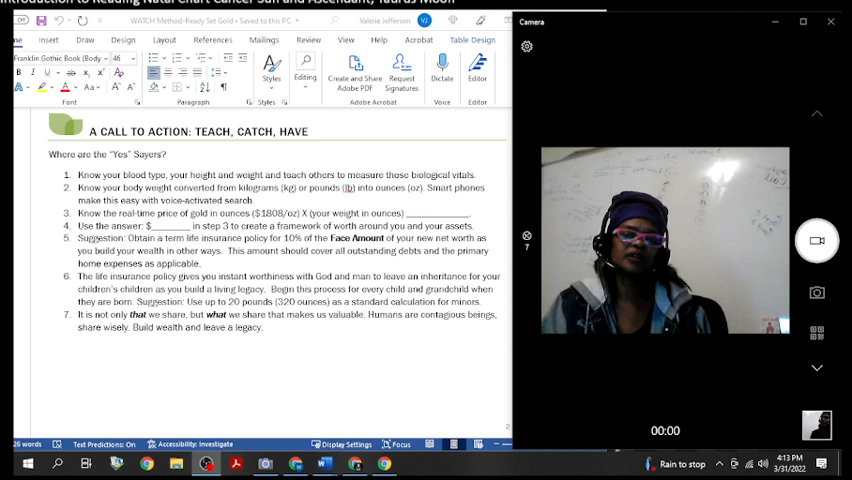 Introduction to Reading Natal Chart Cancer Sun and Ascendant, Taurus Moon
Off
WATCH Method-Ready Set Gold • Saved to this PC
Valerie Jefferson
VJ
Camera
me Insert Layout References Mailings Review View Help Acrobat Table Design
Franklin Gothic Book (Body
46
Styles
Editing
Create and Share
Adobe PDF
Request
Signatures
Dictate
Editor
Font
Paragraph
Styles
Adobe Acrobat
Voice
Editor
A CALL TO ACTION: TEACH, CATCH, HAVE
Where are the "Yes" Sayers?
1. Know your blood type, your height and weight and teach others to measure these biological vitals.
2. Know your body weight converted from kilograms (kg) or pounds (lb) into ounces (oz). Smart phones
make this easy with voice-activated search.
3. Know the real-time price of gold in ounces ($1808/oz) X (your weight in ounces) ____________.
4. Use the answer: $________ in step 3 to create a framework of worth around you and your assets.
5. Suggestion: Obtain a term life insurance policy for 10% of the Face Amount of your new net worth as
you build your wealth in other ways. This amount should cover all outstanding debts and the primary
home expenses as applicable.
6. The life insurance policy gives you instant worthiness with God and man to leave an inheritance for your
children's children as you build a living legacy. Begin this process for every child and grandchild when
they are born. Suggestion: Use up to 20 pounds (320 ounces) as a standard calculation for minors.
7. It is not only that we share, but what we share that makes us valuable. Humans are contagious beings,
share wisely. Build wealth and leave a legacy.
7
00:00
2
26 words
Text Predictions: On
Accessibility: Investigate
Display Settings
Focus
Rain to stop
4:13 PM
3/31/2022